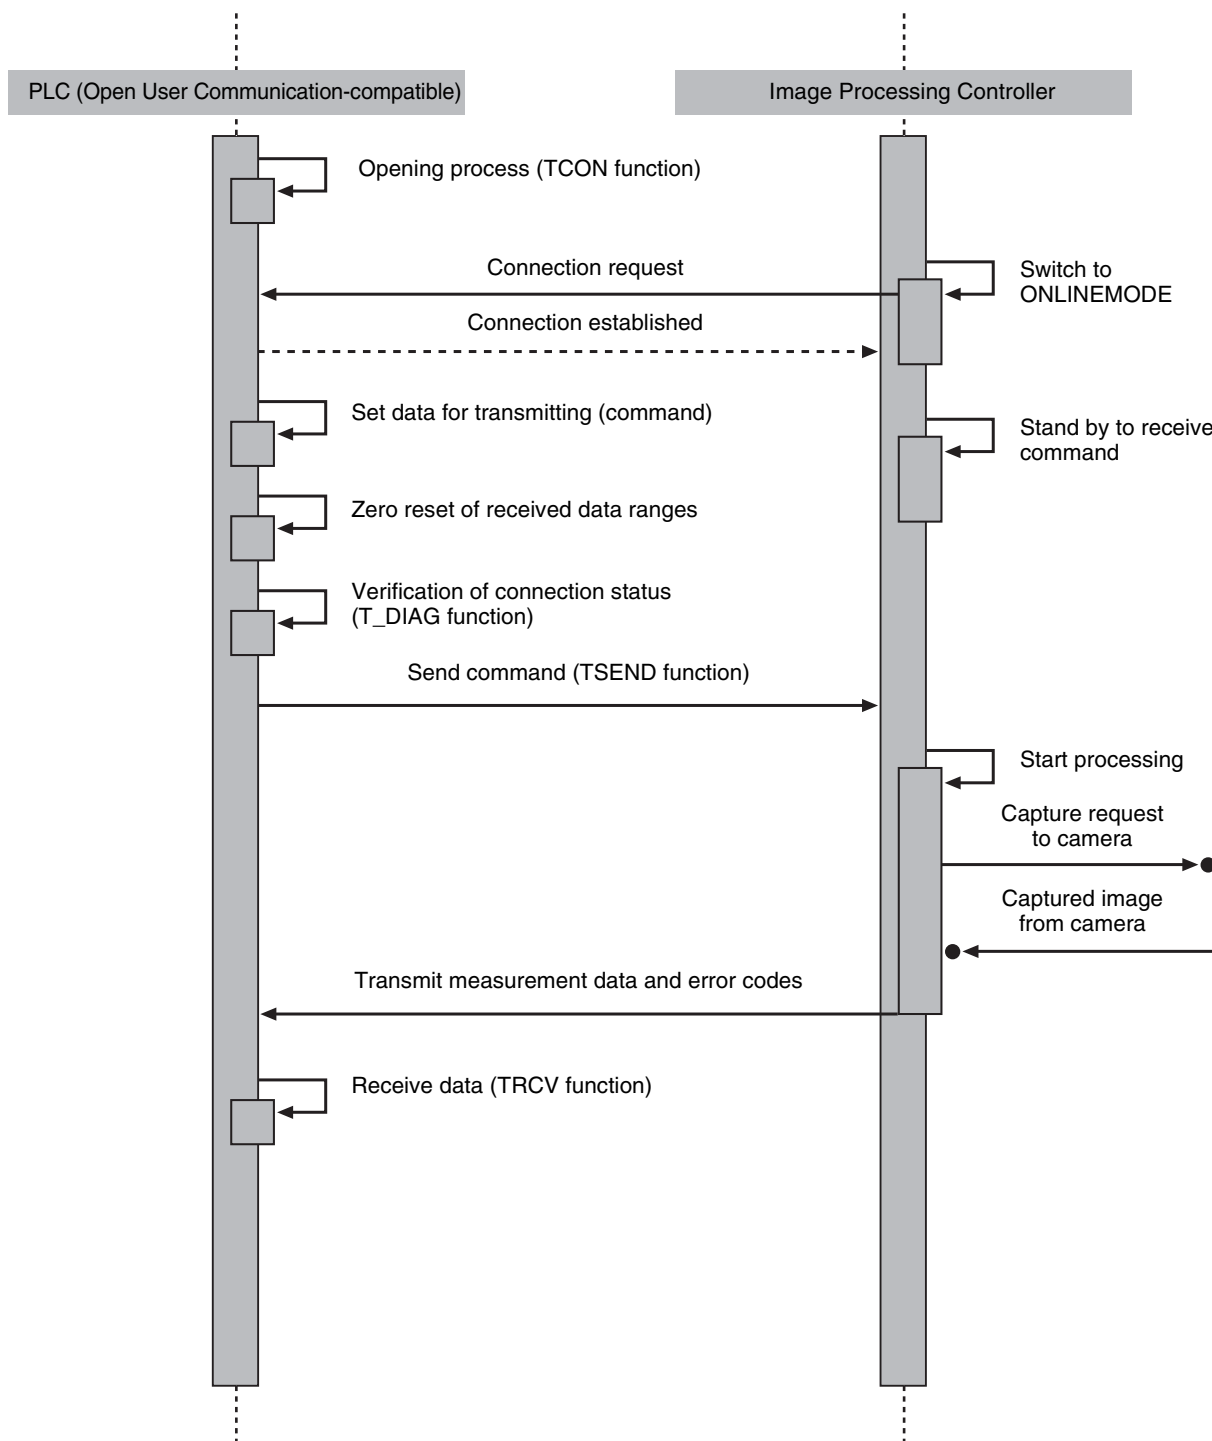 PLC (Open User Communication-compatible)
Image Processing Controller
Opening process (TCON function)
Connection request
Switch to
ONLINEMODE
Connection established
Set data for transmitting (command)
Stand by to receive
command
Zero reset of received data ranges
Verification of connection status
(T_DIAG function)
Send command (TSEND function)
Start processing
Capture request
to camera
Captured image
from camera
Transmit measurement data and error codes
Receive data (TRCV function)